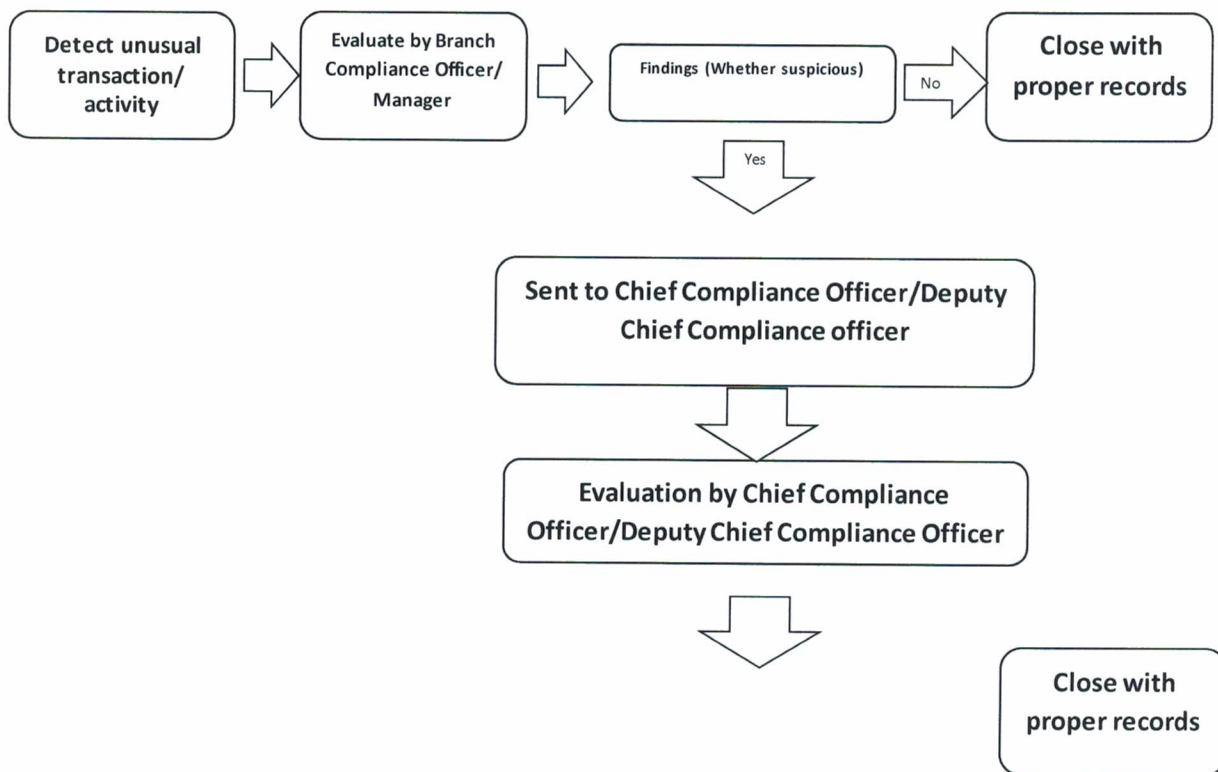 Detect unusual
transaction/
activity
Evaluate by Branch
Compliance Officer/
Manager
Findings (Whether suspicious)
No
Close with
proper records
Yes
Sent to Chief Compliance Officer/Deputy
Chief Compliance officer
Evaluation by Chief Compliance
Officer/Deputy Chief Compliance Officer
Close with
proper records